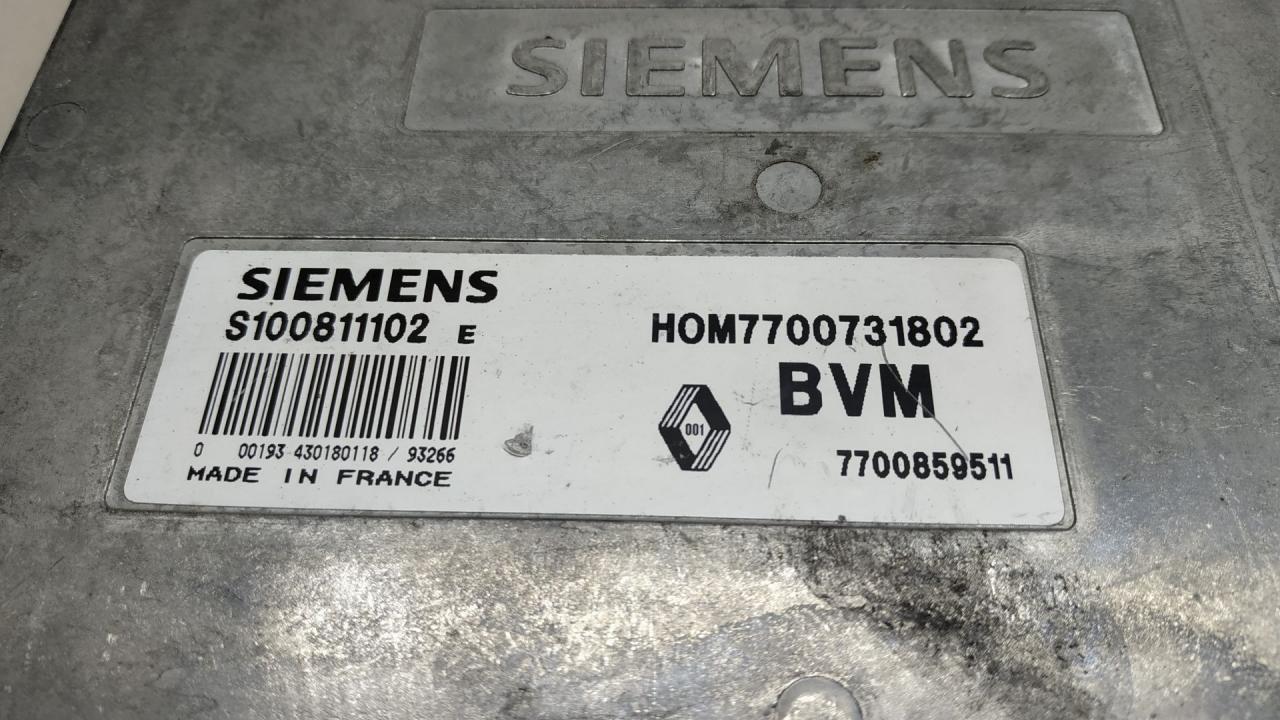 SIEMENS
SIEMENS
S100811102 E
0 00193 430180118 / 93266
MADE IN FRANCE
HOM7700731802
BVM
001
7700859511